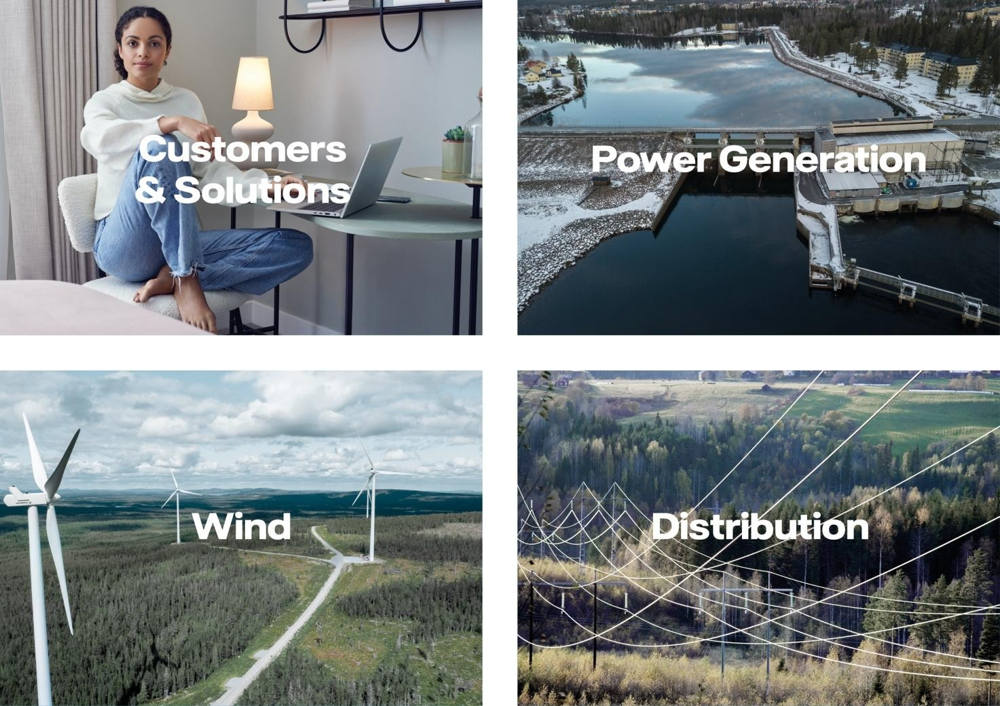 Customers
& Solutions
Power Generation
Wind
Distribution